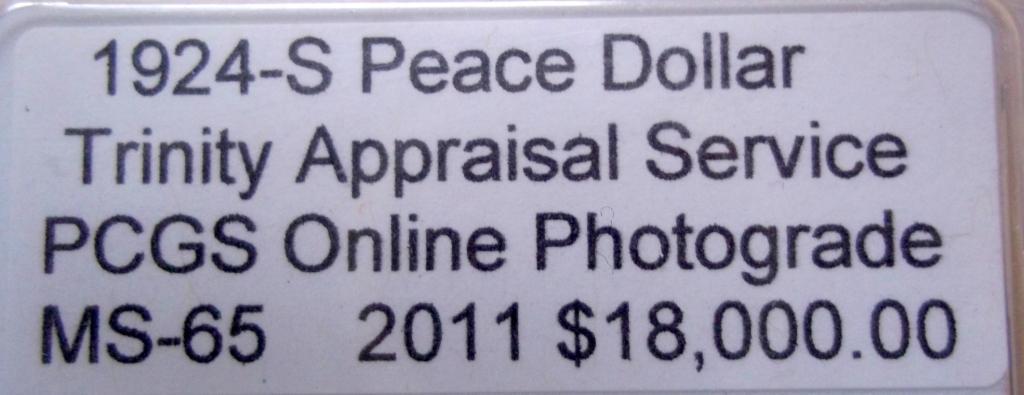 1924-S Peace Dollar
Trinity Appraisal Service
PCGS Online Photograde
MS-65 2011 $18,000.00